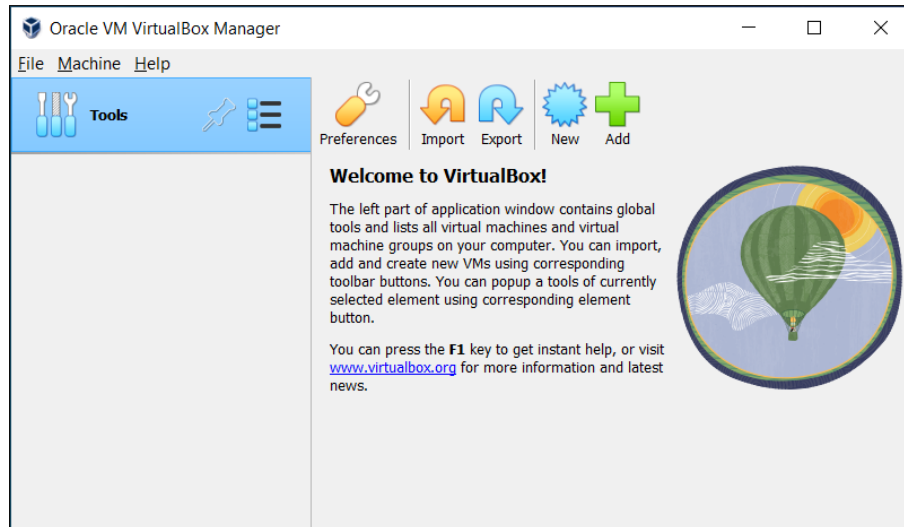 Oracle VM VirtualBox Manager
File Machine Help
Tools
Preferences Import Export New Add
Welcome to VirtualBox!
The left part of application window contains global
tools and lists all virtual machines and virtual
machine groups on your computer. You can import,
add and create new VMs using corresponding
toolbar buttons. You can popup a tools of currently
selected element using corresponding element
button.
You can press the F1 key to get instant help, or visit
www.virtualbox.org for more information and latest
news.